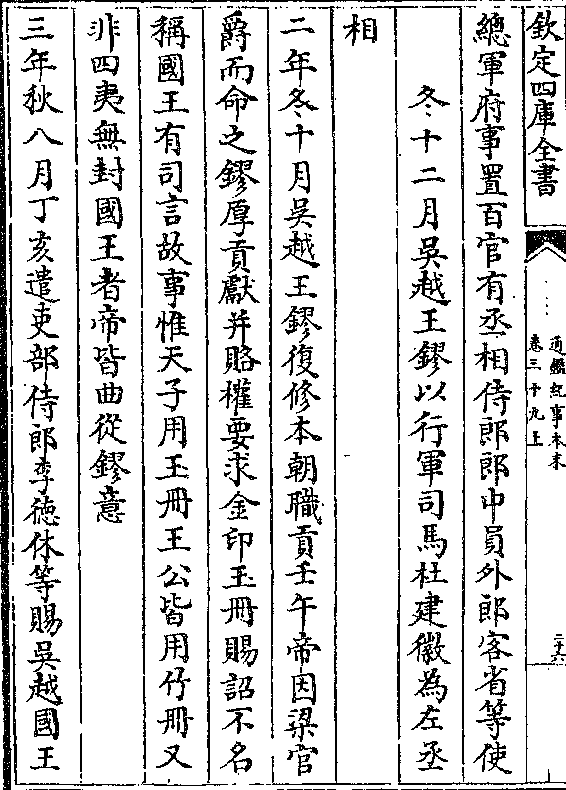 欽定四庫全書
通鑑紀事本末
卷三十九上
二十六
總軍府事置百官有丞相侍郎郎中員外郎客省等使
冬十二月吳越王鏐以行軍司馬杜建徽為左丞
相
二年冬十月吳越王鏐復修本朝職貢壬午帝因梁官
爵而命之鏐厚貢獻并賂權要求金印玉冊賜詔不名
稱國王有司言故事惟天子用玉冊王公皆用竹冊又
非四夷無封國王者帝皆曲從鏐意
三年秋八月丁亥遣吏部侍郎李德休等賜吳越國王